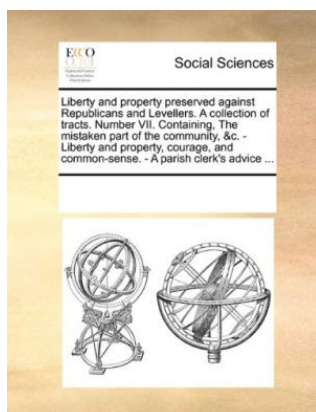 ECCO
Social Sciences
Liberty and property preserved against
Republicans and Levellers. A collection of
tracts. Number VII. Containing, The
mistaken part of the community, &c. -
Liberty and property, courage, and
common-sense. - A parish clerk's advice ...